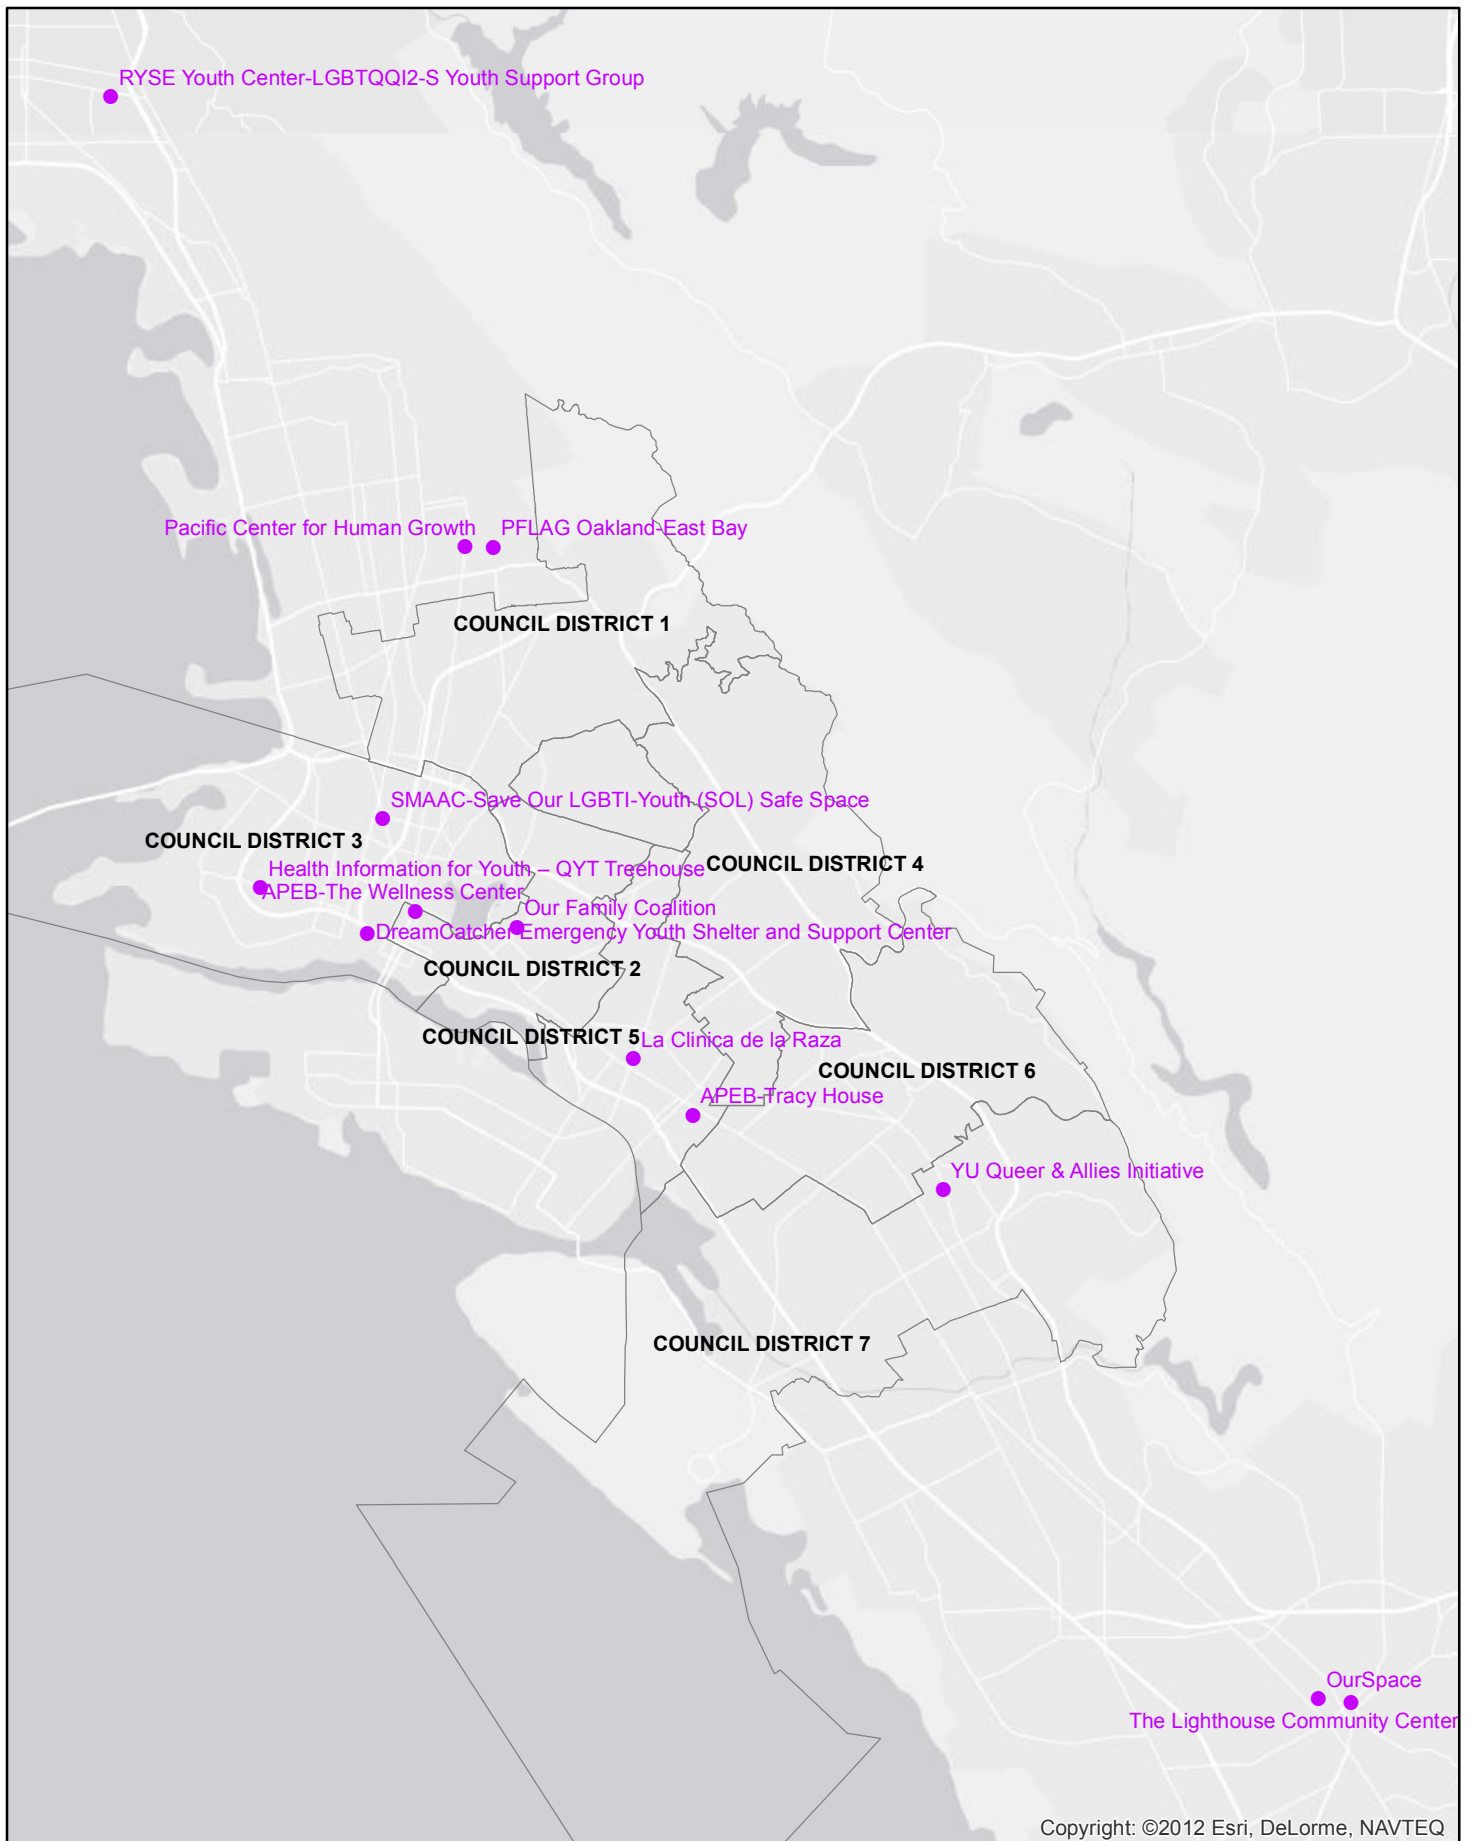 RYSE Youth Center-LGBTQQI2-S Youth Support Group
Pacific Center for Human Growth
PFLAG Oakland-East Bay
COUNCIL DISTRICT 1
SMAAC-Save Our LGBTI-Youth (SOL) Safe Space
COUNCIL DISTRICT 3
COUNCIL DISTRICT 4
Health Information for Youth – QYT Treehouse
APEB-The Wellness Center
Our Family Coalition
DreamCatcher Emergency Youth Shelter and Support Center
COUNCIL DISTRICT 2
COUNCIL DISTRICT 5
La Clinica de la Raza
COUNCIL DISTRICT 6
APEB-Tracy House
YU Queer & Allies Initiative
COUNCIL DISTRICT 7
OurSpace
The Lighthouse Community Center
Copyright: ©2012 Esri, DeLorme, NAVTEQ